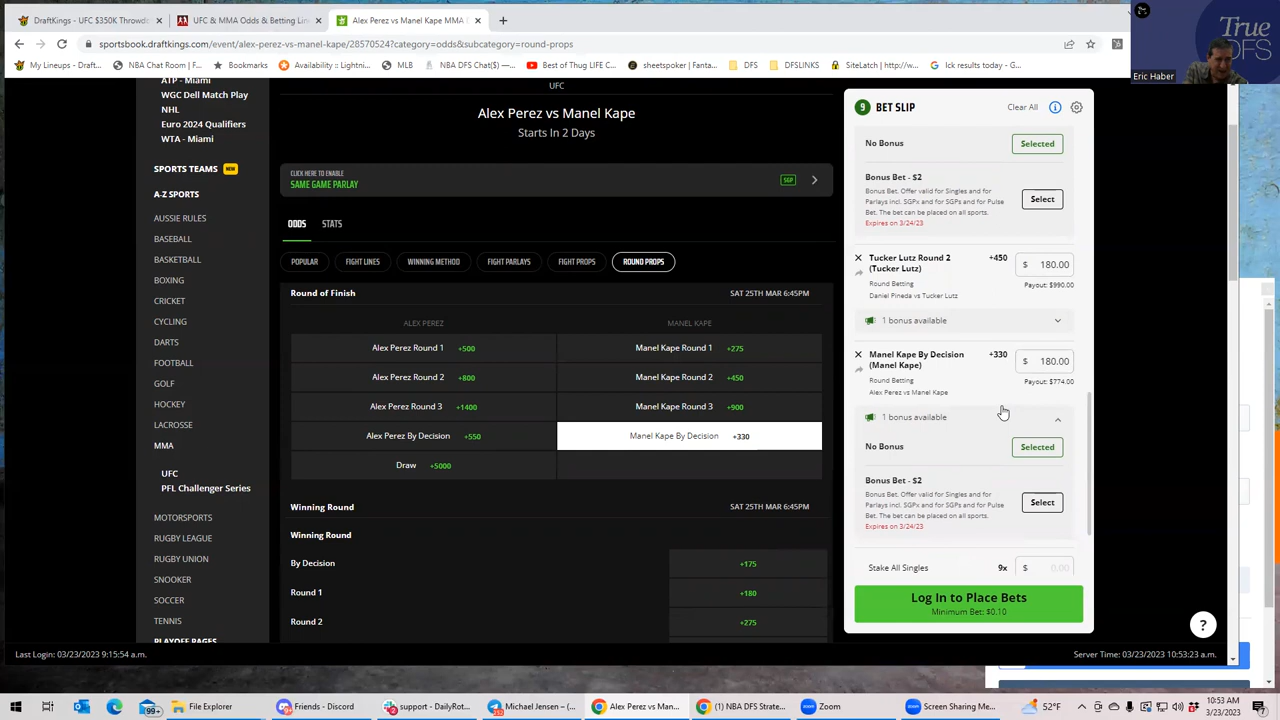 DraftKings - UFC $350K Throwdo
UFC & MMA Odds & Betting Lin
Alex Perez vs Manel Kape MMA
sportsbook.draftkings.com/event/alex-perez-vs-manel-kape/28570524?category=odds&subcategory=round-props
My Lineups - Draft...
NBA Chat Room | Fa...
Bookmarks
Availability :: Lightni...
MLB
NBA DFS Chat($) —...
Best of Thug LIFE C...
sheetspoker | Fanta...
DFS
DFSLINKS
SiteLatch | http://w...
Ick results today - G...
True
DFS
Eric Haber
ATP - Miami
WGC Dell Match Play
NHL
Euro 2024 Qualifiers
WTA - Miami
SPORTS TEAMS NEW
A-Z SPORTS
AUSSIE RULES
BASEBALL
BASKETBALL
BOXING
CRICKET
CYCLING
DARTS
FOOTBALL
GOLF
HOCKEY
LACROSSE
MMA
UFC
PFL Challenger Series
MOTORSPORTS
RUGBY LEAGUE
RUGBY UNION
SNOOKER
SOCCER
TENNIS
PLAYOFF PAGES
UFC
Alex Perez vs Manel Kape
Starts In 2 Days
CLICK HERE TO ENABLE
SAME GAME PARLAY
SGP
ODDS STATS
POPULAR FIGHT LINES WINNING METHOD FIGHT PARLAYS FIGHT PROPS ROUND PROPS
Round of Finish SAT 25TH MAR 6:45PM
ALEX PEREZ MANEL KAPE
Alex Perez Round 1 +500 Manel Kape Round 1 +275
Alex Perez Round 2 +800 Manel Kape Round 2 +450
Alex Perez Round 3 +1400 Manel Kape Round 3 +900
Alex Perez By Decision +550 Manel Kape By Decision +330
Draw +5000
Winning Round SAT 25TH MAR 6:45PM
Winning Round
By Decision +175
Round 1 +180
Round 2 +275
9 BET SLIP Clear All
No Bonus Selected
Bonus Bet - $2
Bonus Bet. Offer valid for Singles and for
Parlays incl. SGPx and for SGPs and for Pulse
Bet. The bet can be placed on all sports.
Expires on 3/24/23
Select
Tucker Lutz Round 2 +450 $ 180.00
(Tucker Lutz)
Round Betting Payout: $990.00
Daniel Pineda vs Tucker Lutz
1 bonus available
Manel Kape By Decision +330 $ 180.00
(Manel Kape)
Round Betting Payout: $774.00
Alex Perez vs Manel Kape
1 bonus available
No Bonus Selected
Bonus Bet - $2
Bonus Bet. Offer valid for Singles and for
Parlays incl. SGPx and for SGPs and for Pulse
Bet. The bet can be placed on all sports.
Expires on 3/24/23
Select
Stake All Singles 9x $ 0.00
Log In to Place Bets
Minimum Bet: $0.10
?
Last Login: 03/23/2023 9:15:54 a.m. Server Time: 03/23/2023 10:53:23 a.m.
99+
File Explorer
Friends - Discord
support - DailyRot...
Michael Jensen – (...
Alex Perez vs Man...
(1) NBA DFS Strate...
Zoom
Screen Sharing Me...
52°F
10:53 AM
3/23/2023